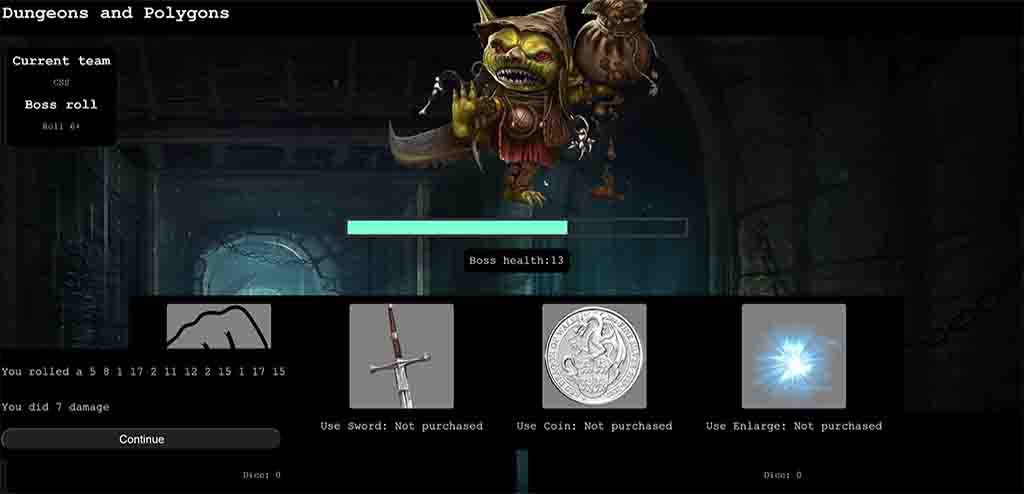 Dungeons and Polygons
Current team
CSS
Boss roll
Roll 6+
Boss health:13
You rolled a 5 8 1 17 2 11 12 2 15 1 17 15
You did 7 damage
Continue
Use Sword: Not purchased
Use Coin: Not purchased
Use Enlarge: Not purchased
Dice: 0
Dice: 0